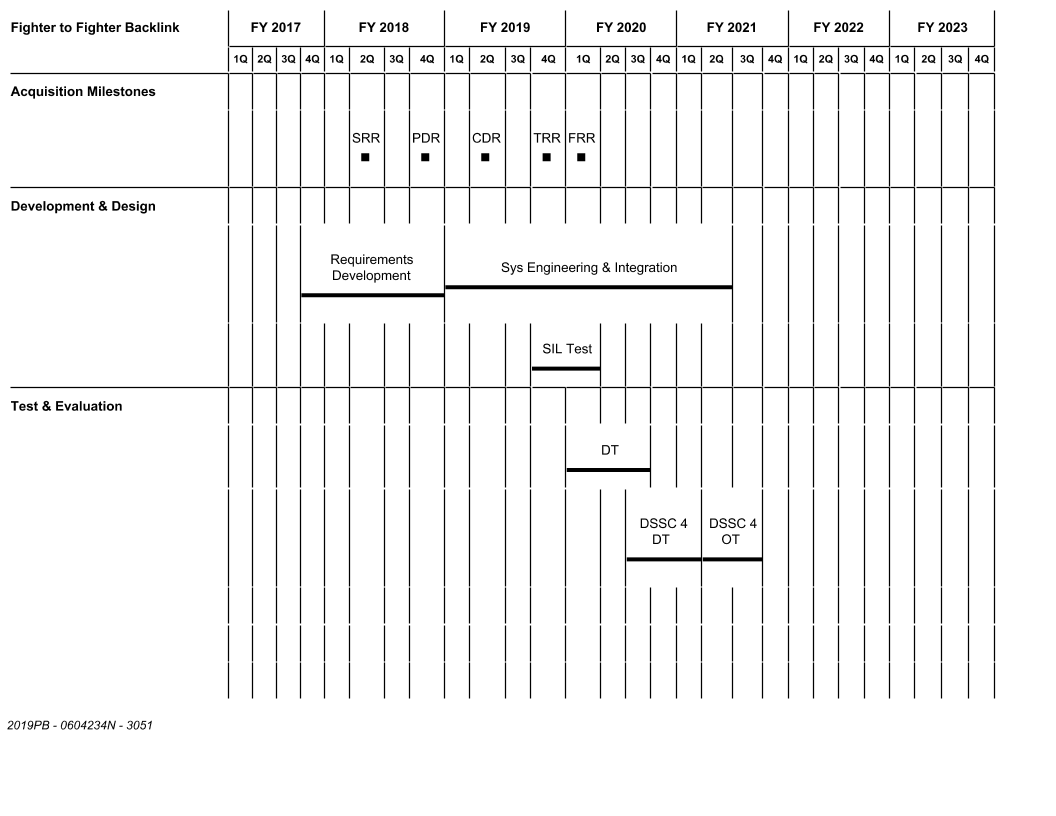 Fighter to Fighter Backlink FY 2017 FY 2018 FY 2019 FY 2020 FY 2021 FY 2022 FY 2023
1Q 2Q 3Q 4Q 1Q 2Q 3Q 4Q 1Q 2Q 3Q 4Q 1Q 2Q 3Q 4Q 1Q 2Q 3Q 4Q 1Q 2Q 3Q 4Q 1Q 2Q 3Q 4Q
Acquisition Milestones
SRR PDR CDR TRR FRR
Development & Design
Requirements
Development
Sys Engineering & Integration
SIL Test
Test & Evaluation
DT
DSSC 4
DT
DSSC 4
OT
2019PB - 0604234N - 3051